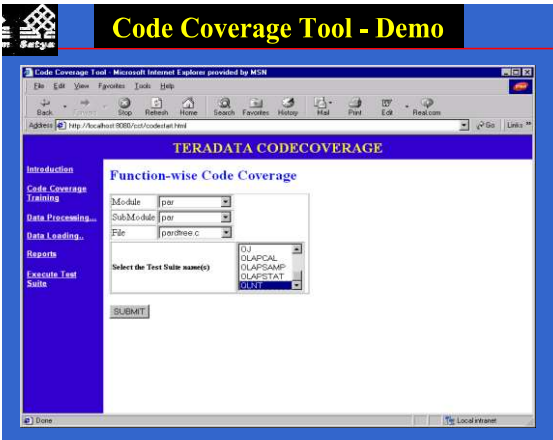 Code Coverage Tool - Demo
Satya
Code Coverage Tool - Microsoft Internet Explorer provided by MSN
File Edit View Favorites Tools Help
Back Forward Stop Refresh Home Search Favorites History Mail Print Edit Real.com
Address http://localhost:8080/cct/codestart.html Go Links »
TERADATA CODECOVERAGE
Introduction
Code Coverage
Training
Data Processing...
Data Loading..
Reports
Execute Test
Suite
Function-wise Code Coverage
Module par
SubModule par
File pardtree.c
Select the Test Suite name(s)
OJ
OLAPCAL
OLAPSAMP
OLAPSTAT
QLNT
SUBMIT
Done Local intranet